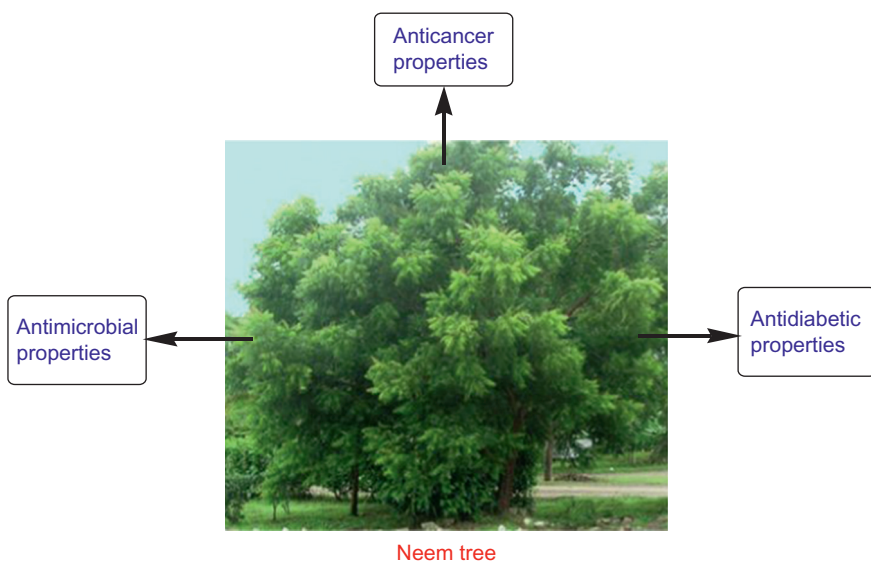 Anticancer
properties
Antimicrobial
properties
Antidiabetic
properties
Neem tree